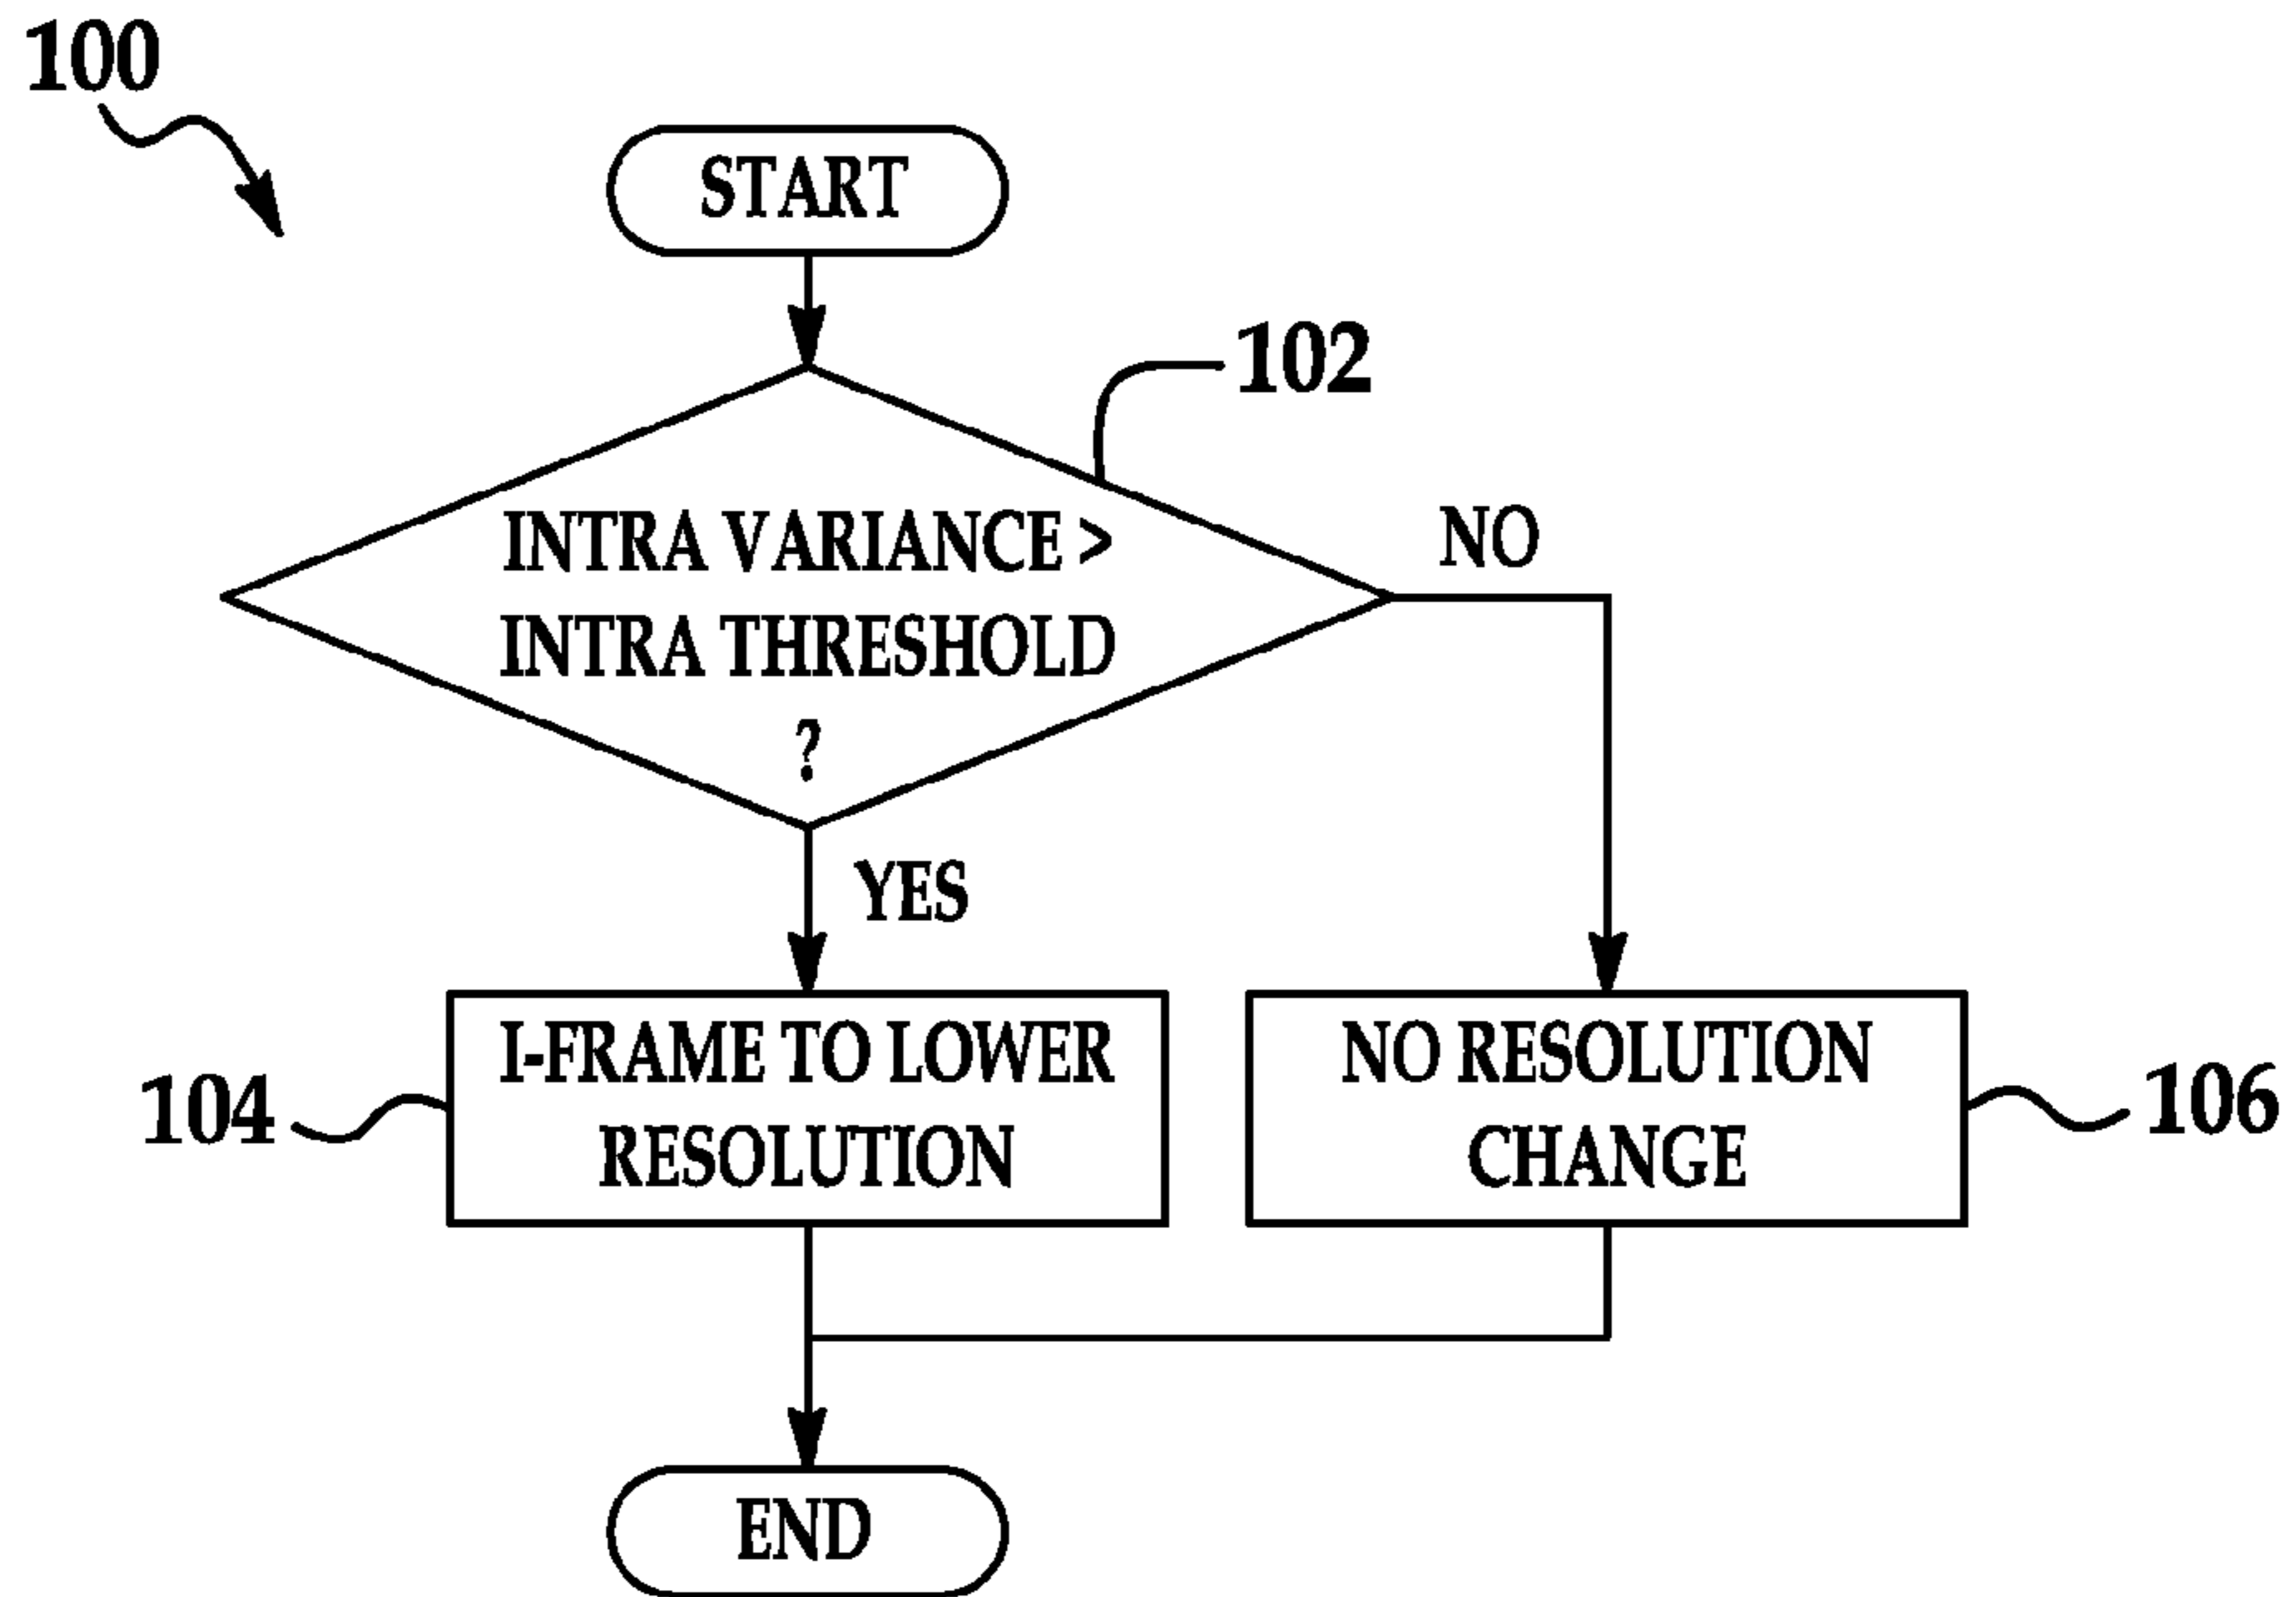 100
START
102
INTRA VARIANCE >
INTRA THRESHOLD
?
NO
YES
I-FRAME TO LOWER
RESOLUTION
104
NO RESOLUTION
CHANGE
106
END